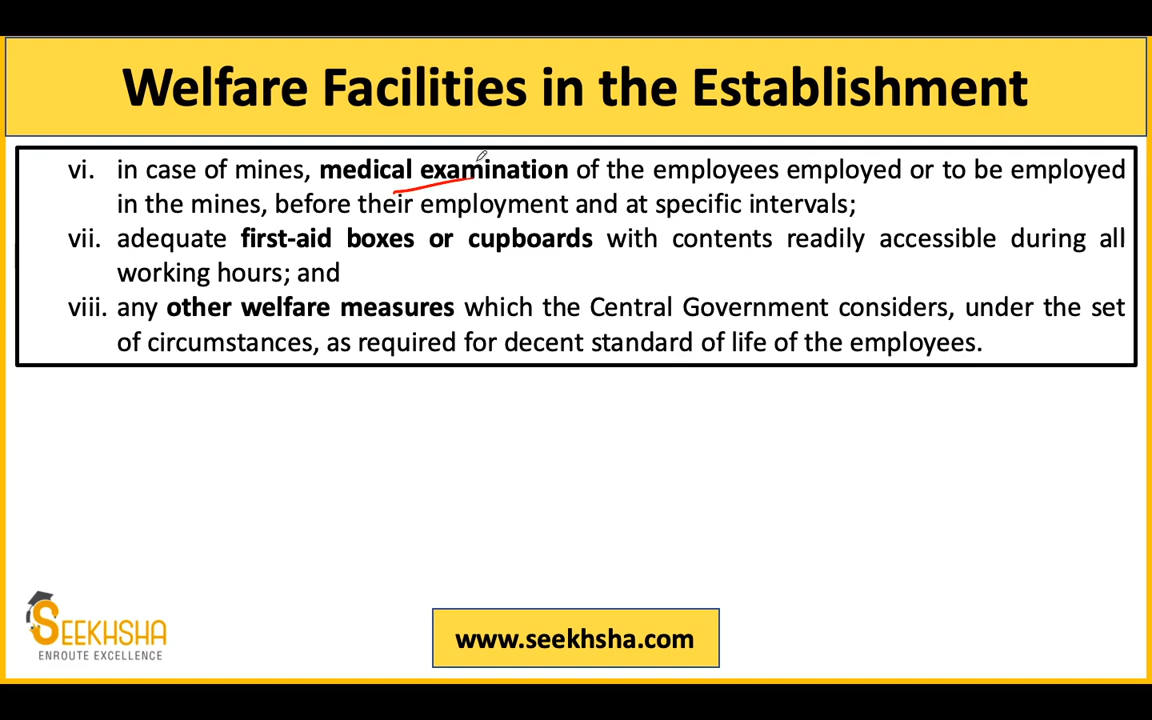 Welfare Facilities in the Establishment
vi. in case of mines, medical examination of the employees employed or to be employed
in the mines, before their employment and at specific intervals;
vii. adequate first-aid boxes or cupboards with contents readily accessible during all
working hours; and
viii. any other welfare measures which the Central Government considers, under the set
of circumstances, as required for decent standard of life of the employees.
SEEKHSHA
ENROUTE EXCELLENCE
www.seekhsha.com